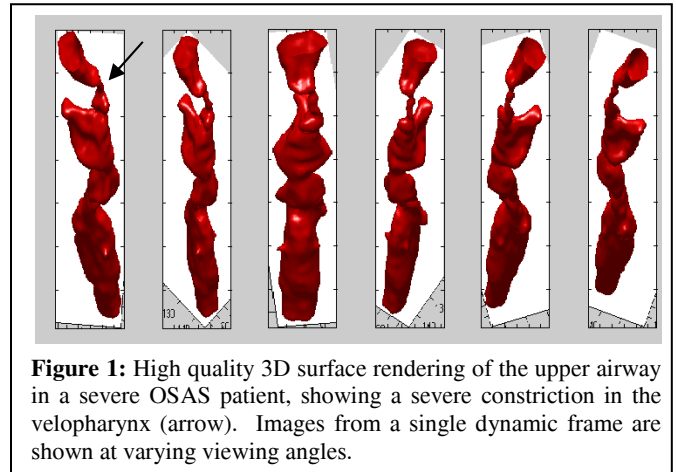 Figure 1: High quality 3D surface rendering of the upper airway
in a severe OSAS patient, showing a severe constriction in the
velopharynx (arrow). Images from a single dynamic frame are
shown at varying viewing angles.